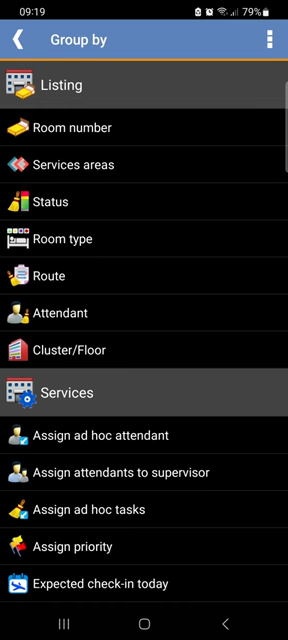 09:19
79%
Group by
Listing
Room number
Services areas
Status
Room type
Route
Attendant
Cluster/Floor
Services
Assign ad hoc attendant
Assign attendants to supervisor
Assign ad hoc tasks
Assign priority
Expected check-in today